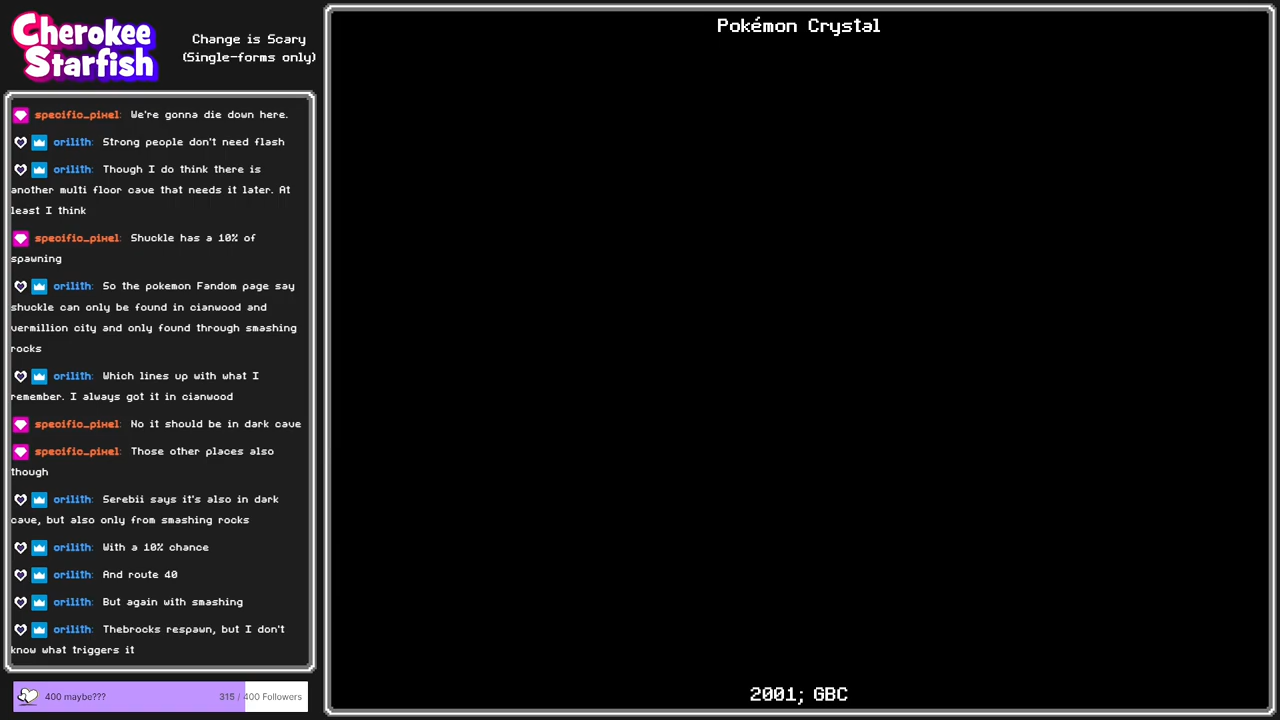 Cherokee
Starfish
Change is Scary
(Single-forms only)
Pokémon Crystal
specific_pixel: We're gonna die down here.
orilith: Strong people don't need flash
orilith: Though I do think there is
another multi floor cave that needs it later. At
least I think
specific_pixel: Shuckle has a 10% of
spawning
orilith: So the pokemon Fandom page say
shuckle can only be found in cianwood and
vermillion city and only found through smashing
rocks
orilith: Which lines up with what I
remember. I always got it in cianwood
specific_pixel: No it should be in dark cave
specific_pixel: Those other places also
though
orilith: Serebii says it's also in dark
cave, but also only from smashing rocks
orilith: With a 10% chance
orilith: And route 40
orilith: But again with smashing
orilith: Thebrocks respawn, but I don't
know what triggers it
400 maybe??? 315 / 400 Followers
2001; GBC